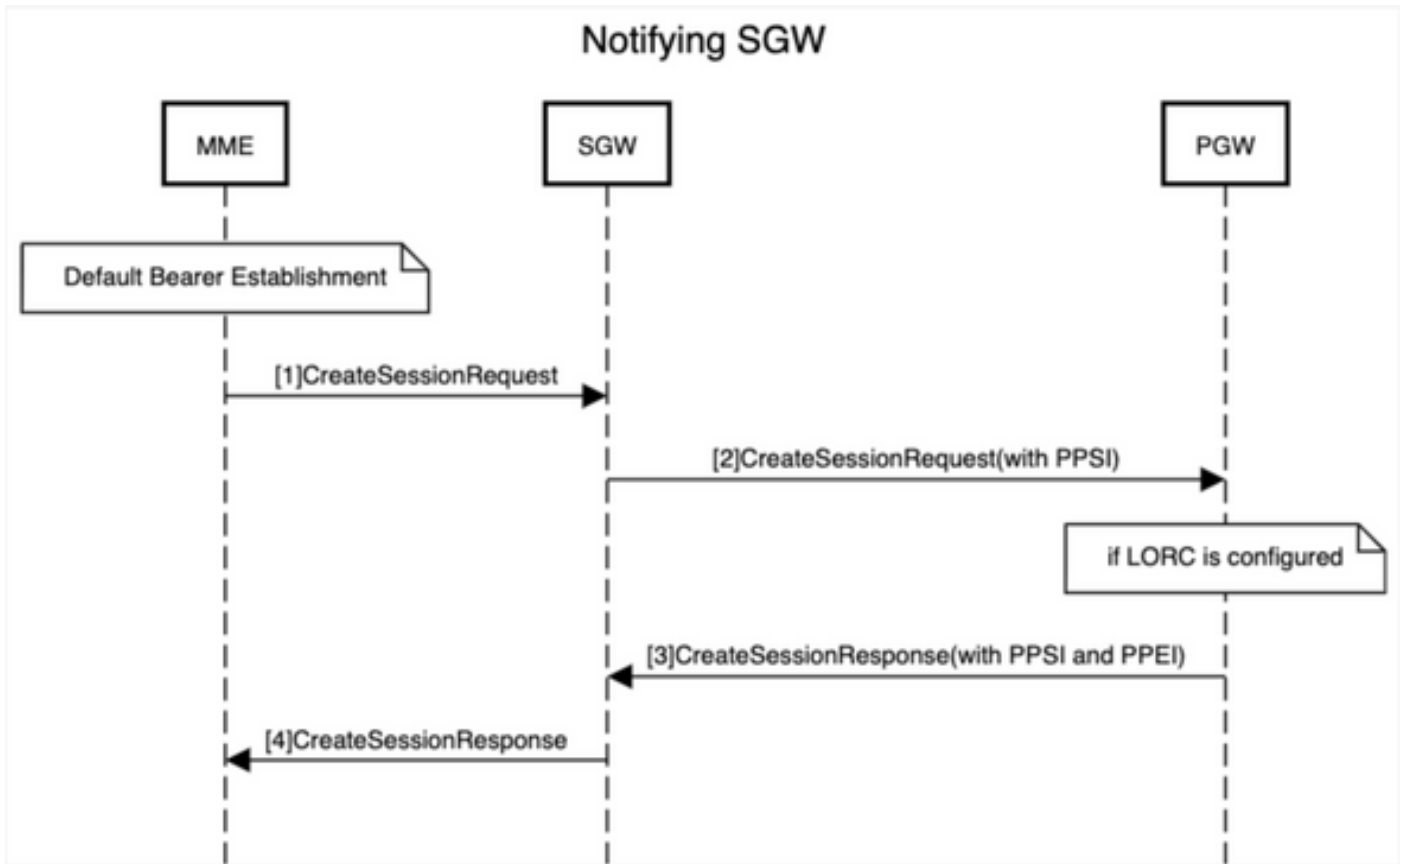 Notifying SGW
MME
SGW
PGW
Default Bearer Establishment
[1]CreateSessionRequest
[2]CreateSessionRequest(with PPSI)
if LORC is configured
[3]CreateSessionResponse(with PPSI and PPEI)
[4]CreateSessionResponse